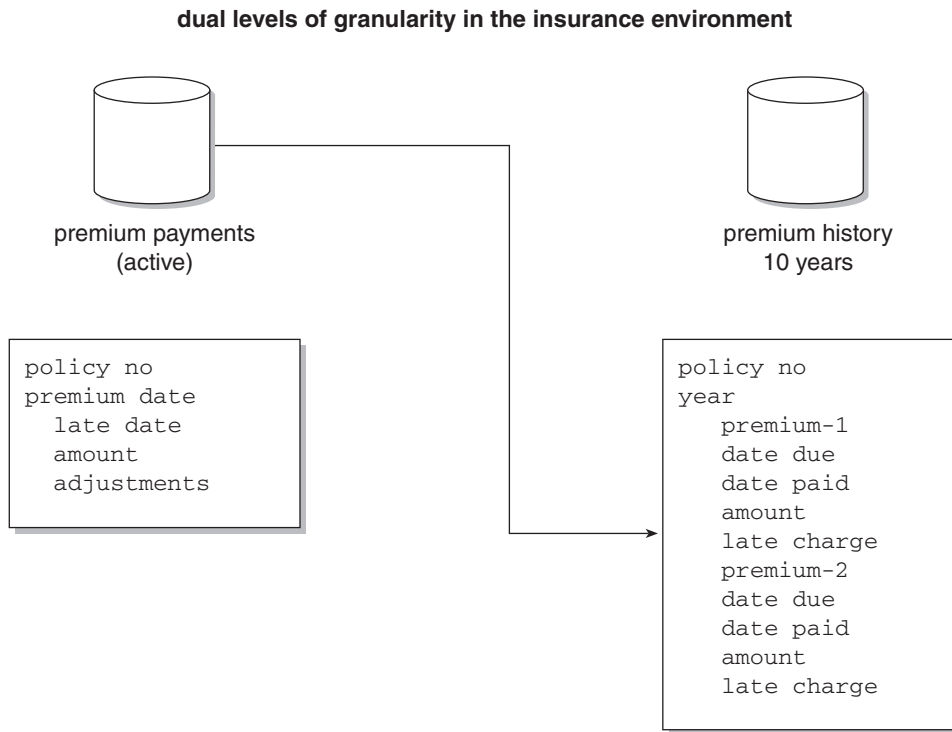 dual levels of granularity in the insurance environment
premium payments
(active)
premium history
10 years
policy no
premium date
late date
amount
adjustments
policy no
year
premium-1
date due
date paid
amount
late charge
premium-2
date due
date paid
amount
late charge